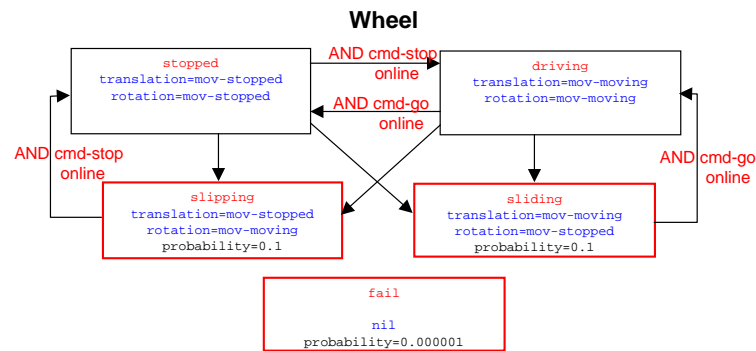 Wheel
stopped
translation=mov-stopped
rotation=mov-stopped
AND cmd-stop
online
driving
translation=mov-moving
rotation=mov-moving
AND cmd-go
online
AND cmd-stop
online
AND cmd-go
online
slipping
translation=mov-stopped
rotation=mov-moving
probability=0.1
sliding
translation=mov-moving
rotation=mov-stopped
probability=0.1
fail
nil
probability=0.000001